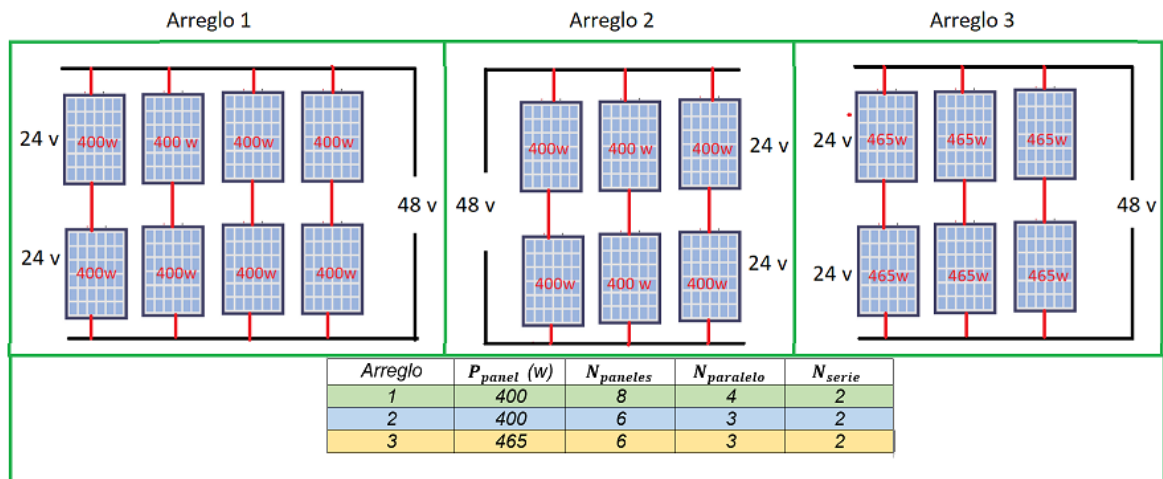 Arreglo 1
Arreglo 2
Arreglo 3
24 v
400w
400 w
400w
400w
24 v
400w
400w
400w
400w
48 v
48 v
400w
400 w
400w
24 v
400w
400 w
400w
24 v
24 v
465w
465w
465w
24 v
465w
465w
465w
48 v
Arreglo P_panel (w) N_paneles N_paralelo N_serie
1 400 8 4 2
2 400 6 3 2
3 465 6 3 2